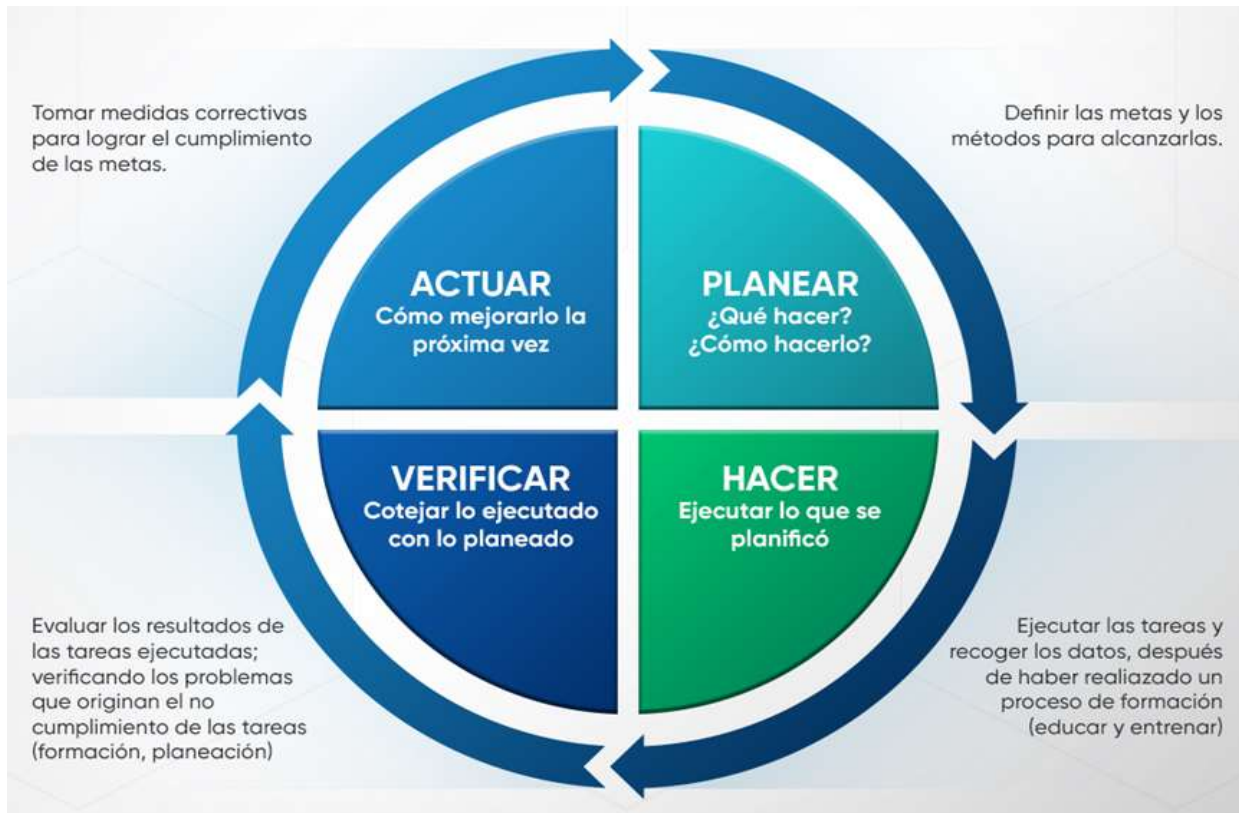 Tomar medidas correctivas
para lograr el cumplimiento
de las metas.
Definir las metas y los
métodos para alcanzarlas.
ACTUAR
Cómo mejorarlo la
próxima vez
PLANEAR
¿Qué hacer?
¿Cómo hacerlo?
VERIFICAR
Cotejar lo ejecutado
con lo planeado
HACER
Ejecutar lo que se
planificó
Evaluar los resultados de
las tareas ejecutadas;
verificando los problemas
que originan el no
cumplimiento de las tareas
(formación, planeación)
Ejecutar las tareas y
recoger los datos, después
de haber realiazado un
proceso de formación
(educar y entrenar)